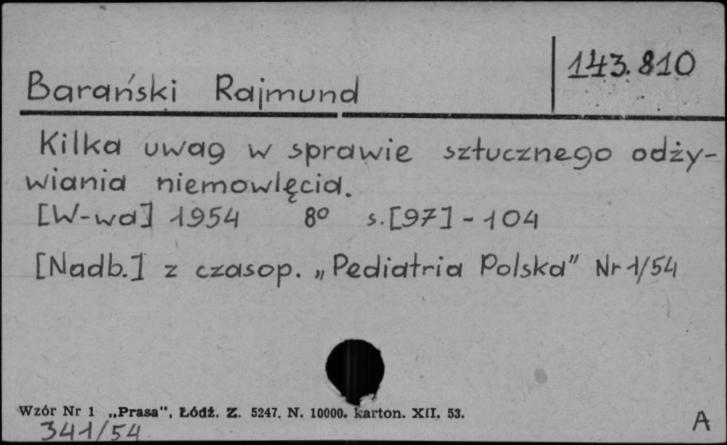 143.810
Barański Rajmund
Kilka uwag w sprawie sztucznego odży-
wiania niemowlęcia.
[W-wa] 1954 8° s.[97]-104
[Nadb.] z czasop. „Pediatria Polska” Nr 1/54
Wzór Nr 1 „Prasa”, Łódź. Z. 5247. N. 10000. karton. XII. 53.
341/54
A